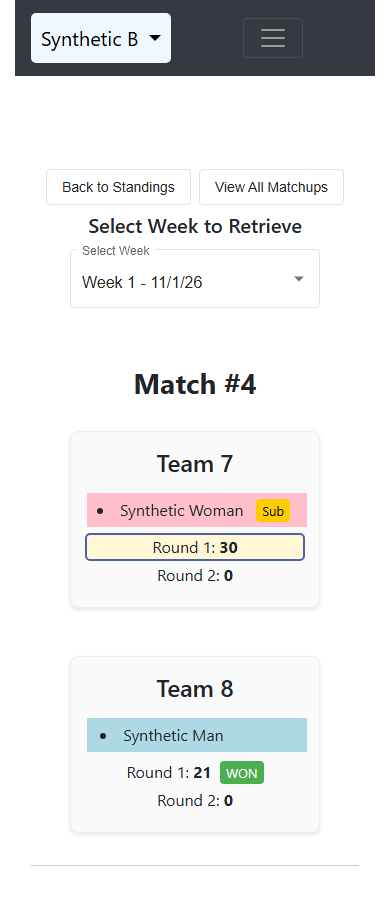 Synthetic B
Back to Standings View All Matchups
Select Week to Retrieve
Select Week
Week 1 - 11/1/26
Match #4
Team 7
• Synthetic Woman Sub
Round 1: 30
Round 2: 0
Team 8
• Synthetic Man
Round 1: 21 WON
Round 2: 0